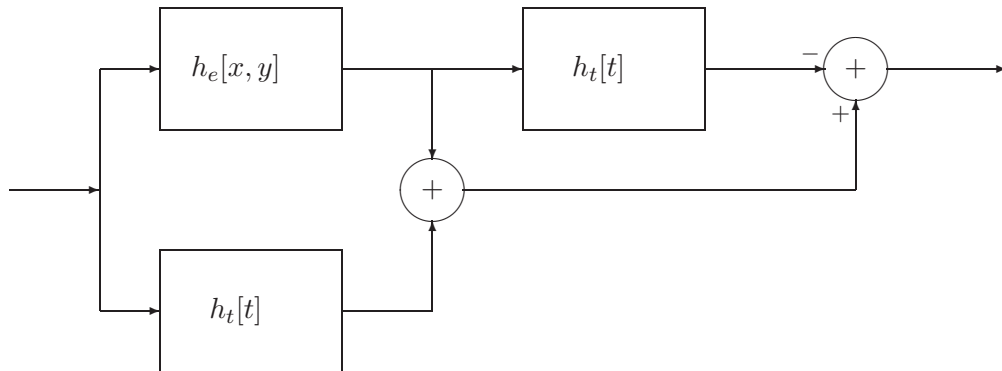 h_e[x, y]
h_t[t]
−
+
+
+
h_t[t]